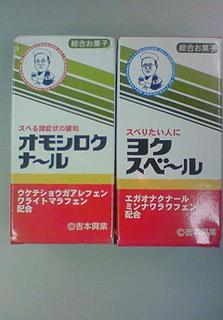 総合お菓子
スベる諸症状の緩和
オモシロク
ナ〜ル
ウケテショウガアレフェン
ワライトマラフェン
配合
©吉本興業
総合お菓子
スベりたい人に
ヨク
スベ〜ル
エガオナクナール
ミンナワラワフェン
配合
©吉本興業